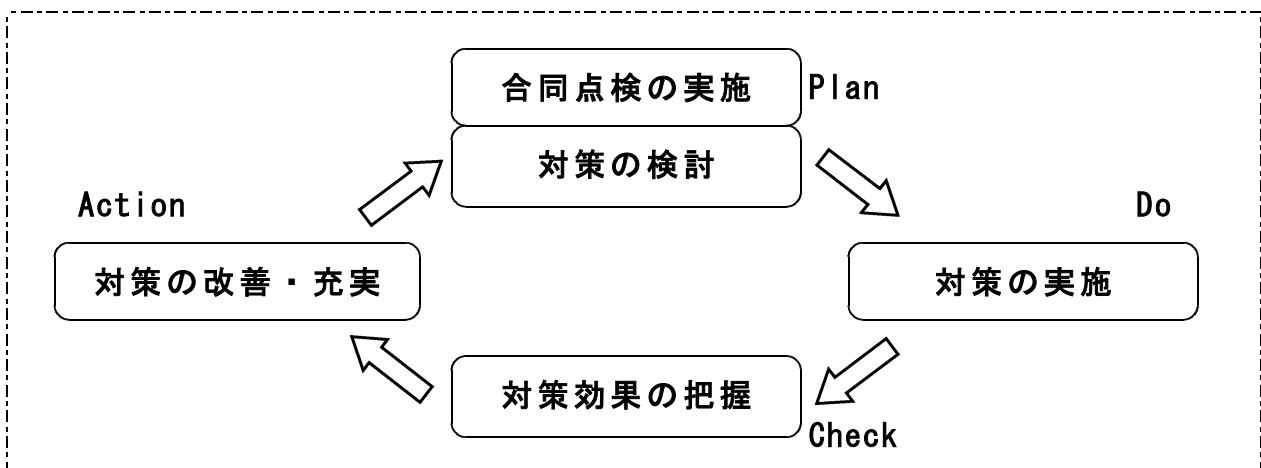 合同点検の実施
Plan
対策の検討
Action
Do
対策の改善・充実
対策の実施
対策効果の把握
Check